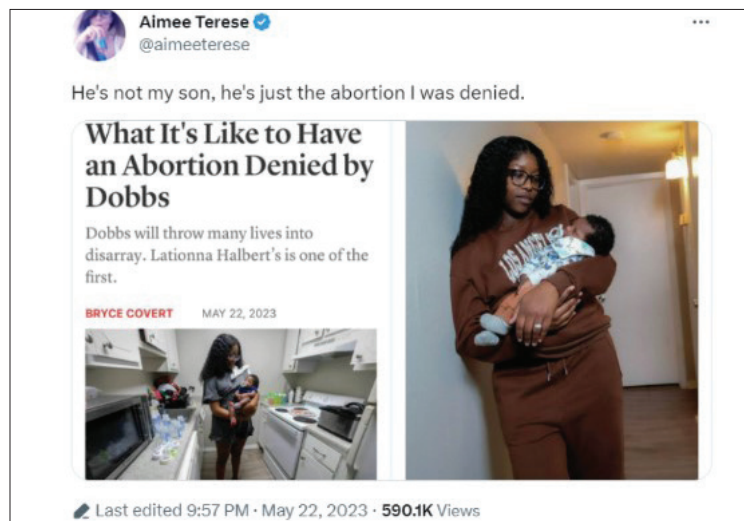 Aimee Terese
@aimeeterese
He's not my son, he's just the abortion I was denied.
What It's Like to Have
an Abortion Denied by
Dobbs
Dobbs will throw many lives into
disarray. Lationna Halbert's is one of the
first.
BRYCE COVERT MAY 22, 2023
LOS ANGELES
Last edited 9:57 PM · May 22, 2023 · 590.1K Views